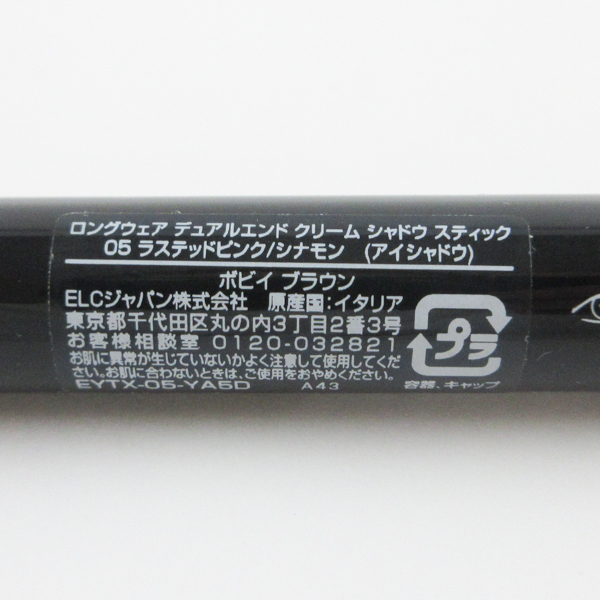 ロングウェア デュアルエンド クリーム シャドウ スティック
05 ラステッドピンク/シナモン (アイシャドウ)
ボビイ ブラウン
ELCジャパン株式会社 原産国:イタリア
東京都千代田区丸の内3丁目2番3号
お客様相談室 0120-032821
お肌に異常が生じていないかよく注意して使用してくだ
さい。お肌に合わないときは、ご使用をおやめください。
EYTX-05-YA5D A43
プラ
容器、キャップ